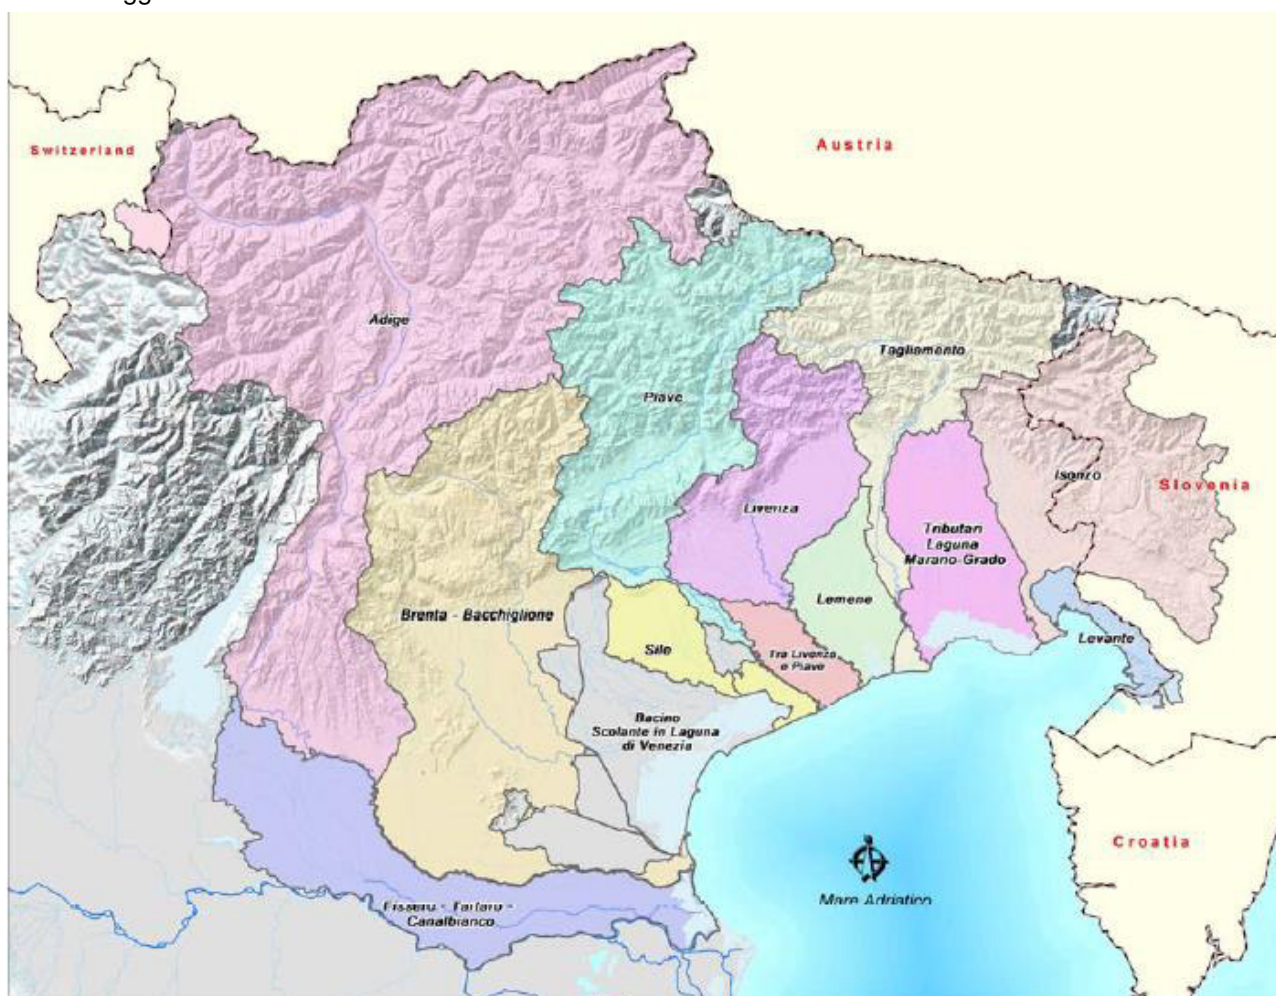 gg
Switzerland
Austria
Adige
Tagliamento
Piave
Isonzo
Slovenia
Livenza
Tributari
Laguna
Marano-Grado
Lemene
Brenta - Bacchiglione
Sile
Tra Livenza
e Piave
Levante
Bacino
Scolante in Laguna
di Venezia
Croatia
Mare Adriatico
Fissero - Tartaro -
Canalbianco